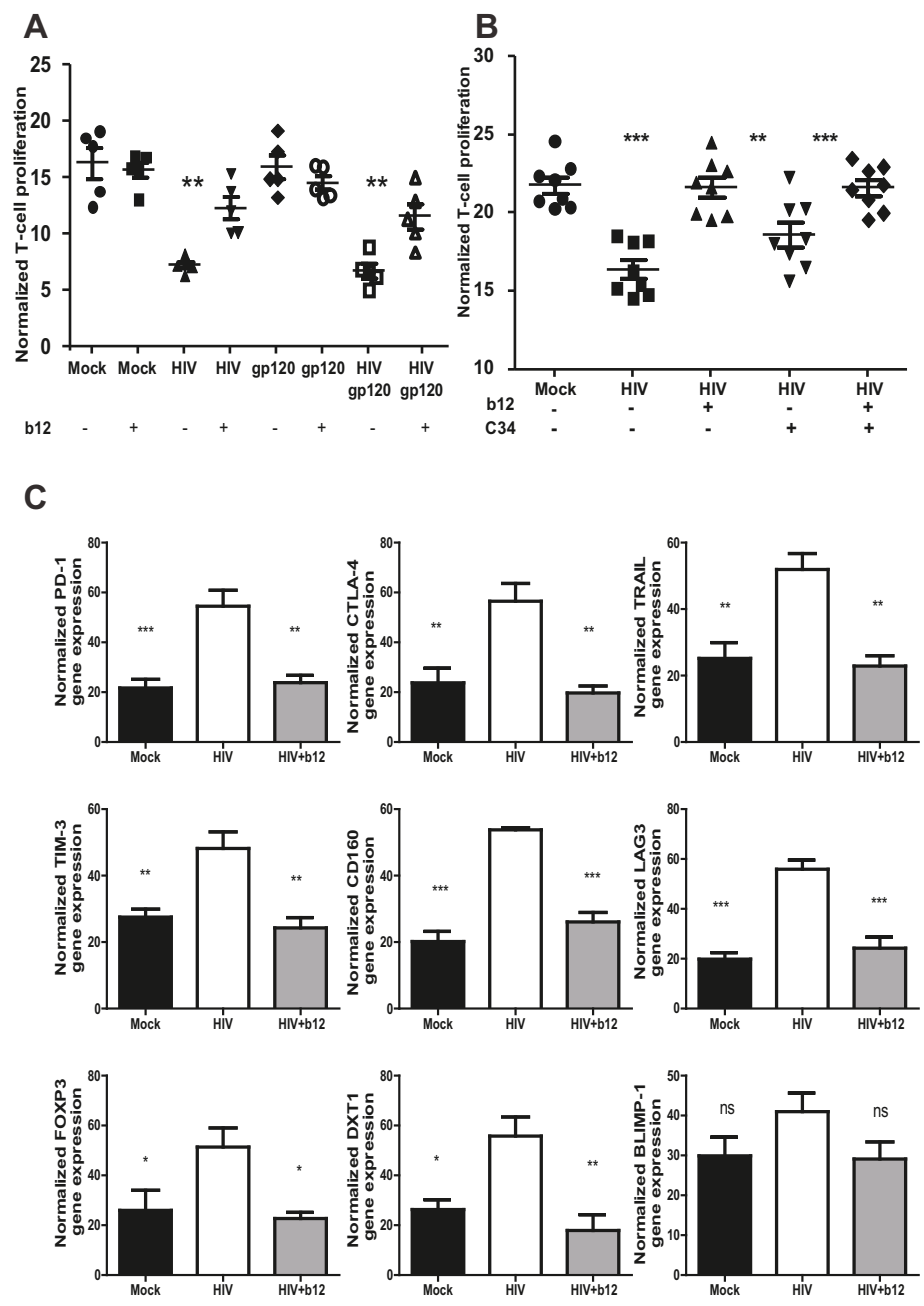 A
Normalized T-cell proliferation
25
20
15
10
5
0
** **
Mock Mock HIV HIV gp120 gp120 HIV gp120 HIV gp120
b12 - + - + - + - +
B
Normalized T-cell proliferation
25
20
15
10
*** ** ***
Mock HIV HIV HIV HIV
b12 - - + - +
C34 - - - + +
C
Normalized PD-1
gene expression
80
60
40
20
0
*** **
Mock HIV HIV+b12
Normalized CTLA-4
gene expression
80
60
40
20
0
** **
Mock HIV HIV+b12
Normalized TRAIL
gene expression
60
40
20
0
** **
Mock HIV HIV+b12
Normalized TIM-3
gene expression
60
40
20
0
** **
Mock HIV HIV+b12
Normalized CD160
gene expression
60
40
20
0
*** ***
Mock HIV HIV+b12
Normalized LAG3
gene expression
80
60
40
20
0
*** ***
Mock HIV HIV+b12
Normalized FOXP3
gene expression
80
60
40
20
0
* *
Mock HIV HIV+b12
Normalized DXT1
gene expression
80
60
40
20
0
* **
Mock HIV HIV+b12
Normalized BLIMP-1
gene expression
50
40
30
20
10
0
ns ns
Mock HIV HIV+b12